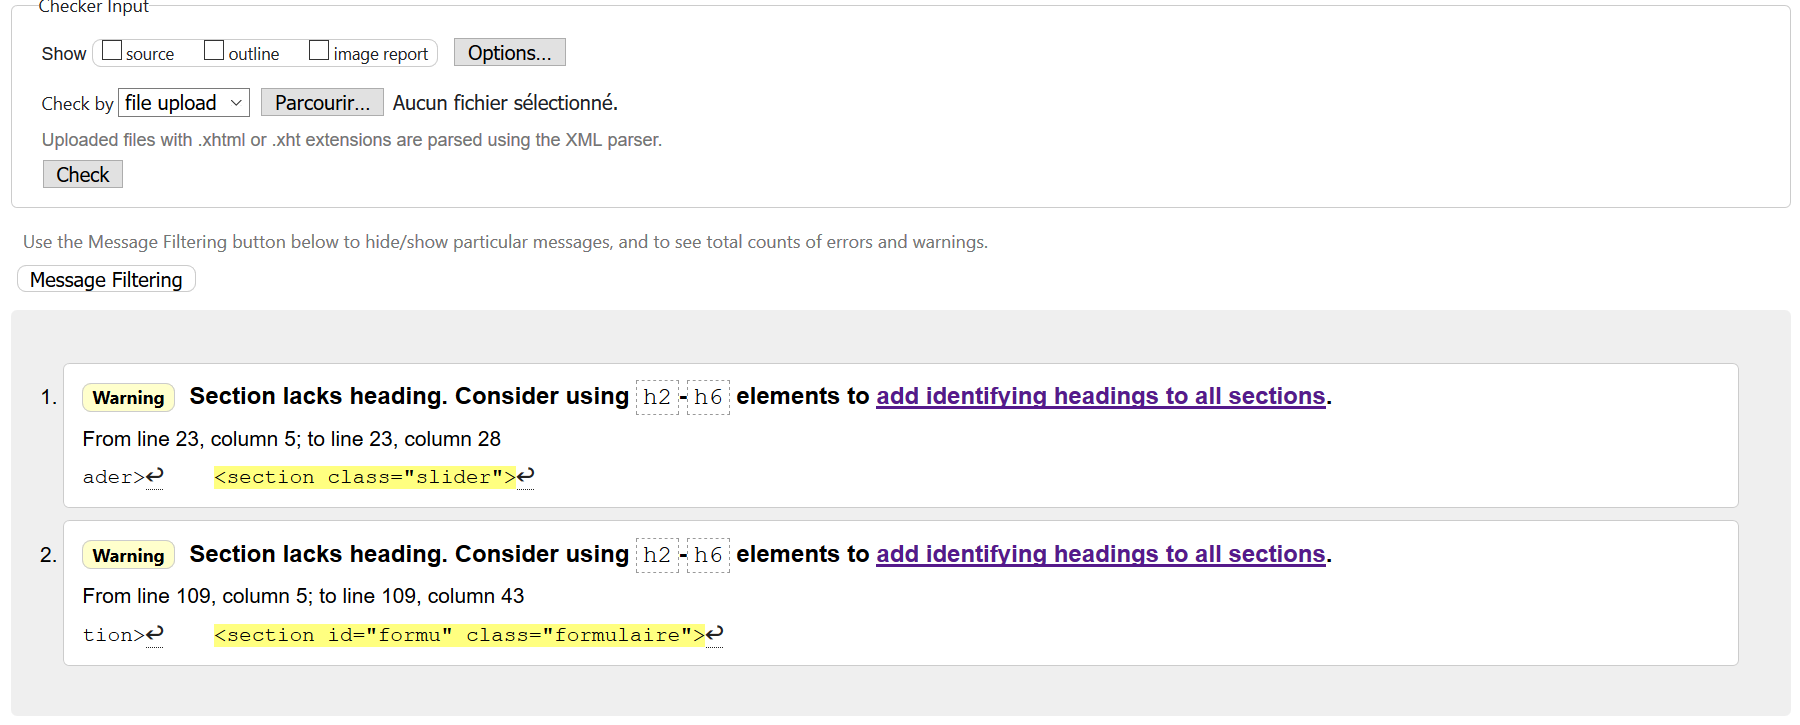 Checker Input
Show source outline image report Options...
Check by file upload Parcourir... Aucun fichier sélectionné.
Uploaded files with .xhtml or .xht extensions are parsed using the XML parser.
Check
Use the Message Filtering button below to hide/show particular messages, and to see total counts of errors and warnings.
Message Filtering
1. Warning Section lacks heading. Consider using h2-h6 elements to add identifying headings to all sections.
From line 23, column 5; to line 23, column 28
ader>↩ <section class="slider">↩
2. Warning Section lacks heading. Consider using h2-h6 elements to add identifying headings to all sections.
From line 109, column 5; to line 109, column 43
tion>↩ <section id="formu" class="formulaire">↩